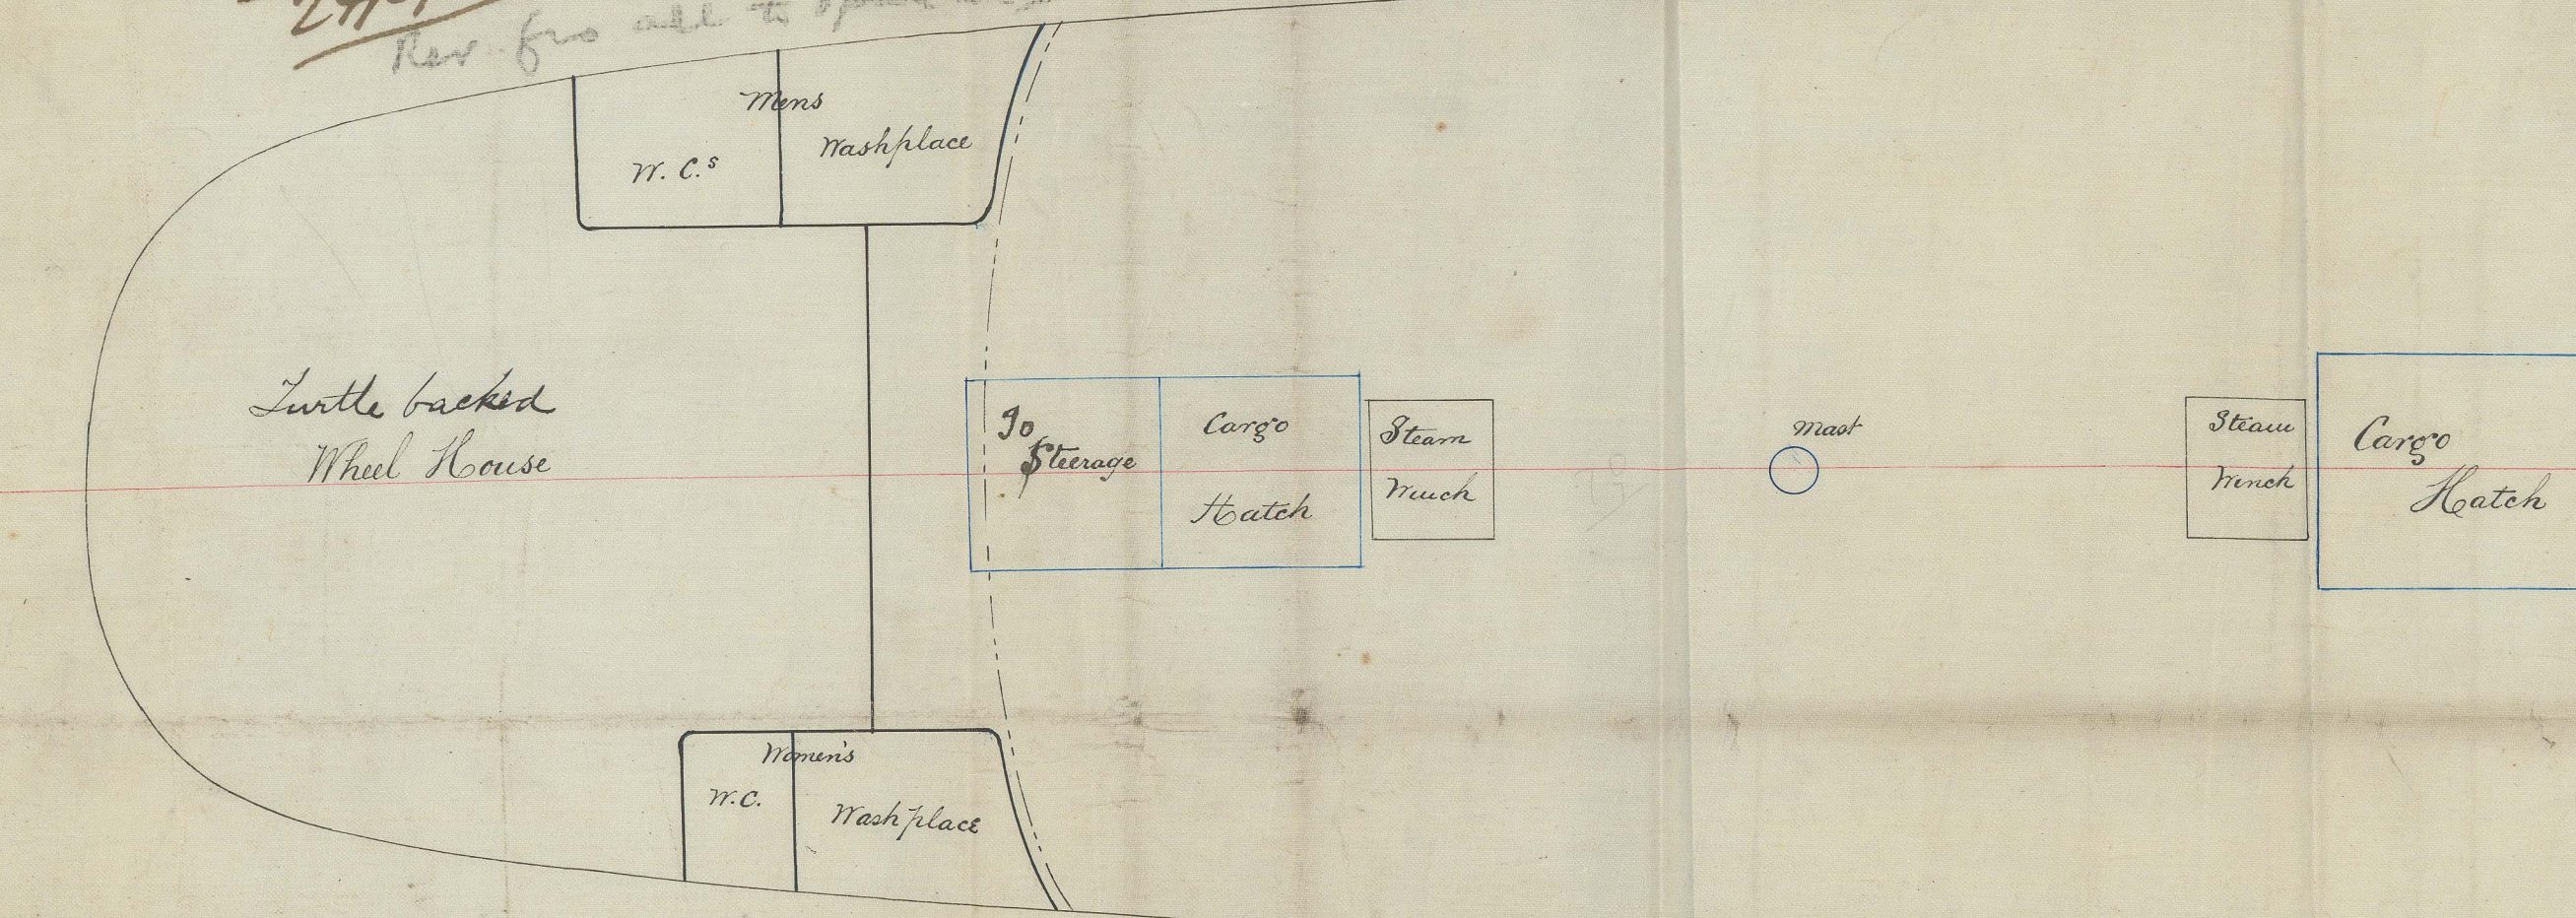 Mens
W. C.s
Washplace
Turtle backed
Wheel House
To
Steerage
Cargo
Hatch
Steam
Winch
Mast
Steam
Winch
Cargo
Hatch
Women's
W.C.
Washplace